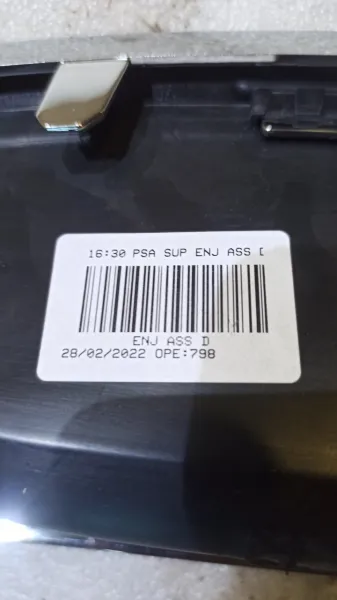 16:30 PSA SUP ENJ ASS
ENJ ASS D
28/02/2022 OPE:798